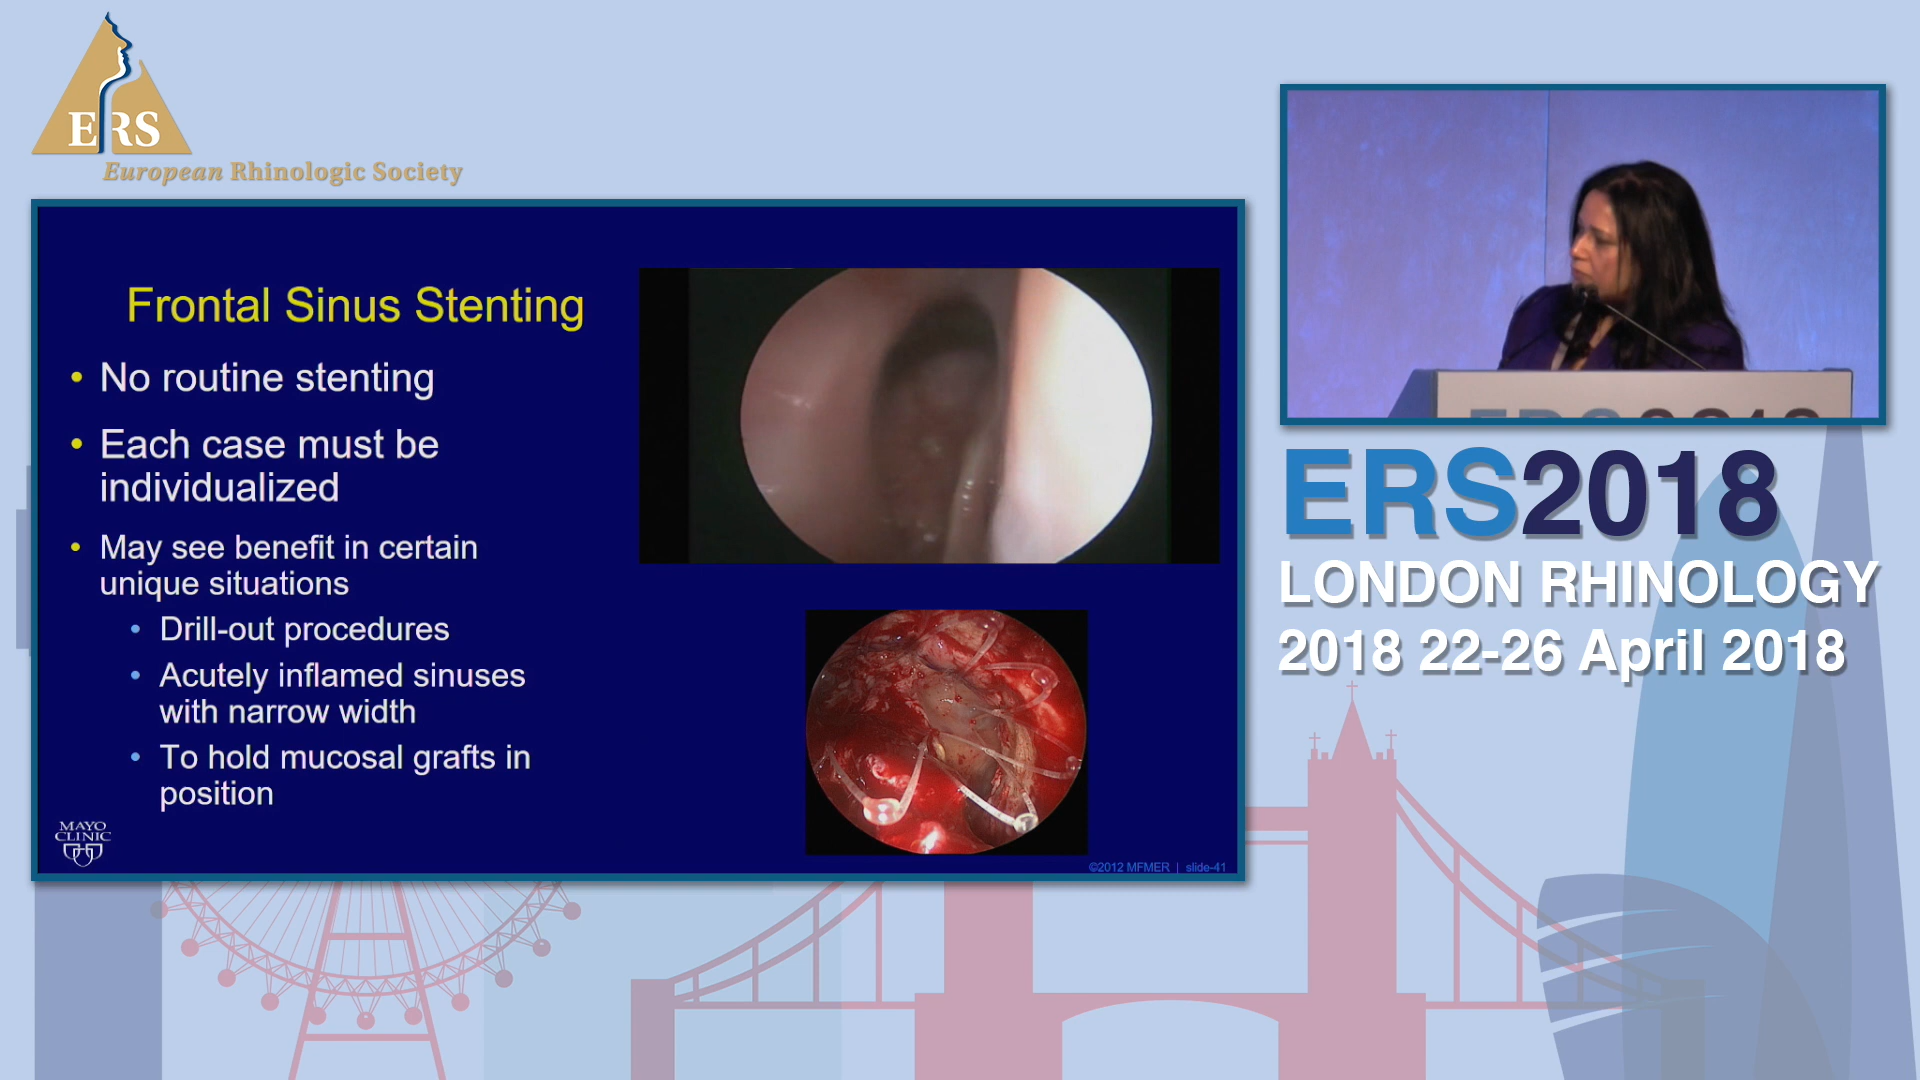 ERS
European Rhinologic Society
Frontal Sinus Stenting
• No routine stenting
• Each case must be
individualized
• May see benefit in certain
unique situations
• Drill-out procedures
• Acutely inflamed sinuses
with narrow width
• To hold mucosal grafts in
position
MAYO
CLINIC
©2012 MFMER | slide-41
ERS2018
ERS2018
LONDON RHINOLOGY
2018 22-26 April 2018